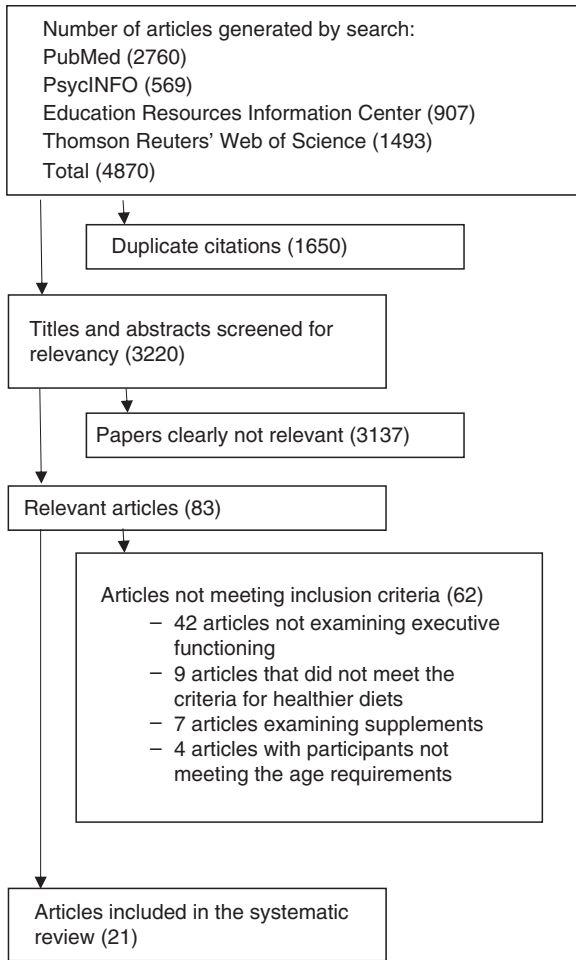 Number of articles generated by search:
PubMed (2760)
PsycINFO (569)
Education Resources Information Center (907)
Thomson Reuters’ Web of Science (1493)
Total (4870)
Duplicate citations (1650)
Titles and abstracts screened for
relevancy (3220)
Papers clearly not relevant (3137)
Relevant articles (83)
Articles not meeting inclusion criteria (62)
– 42 articles not examining executive
functioning
– 9 articles that did not meet the
criteria for healthier diets
– 7 articles examining supplements
– 4 articles with participants not
meeting the age requirements
Articles included in the systematic
review (21)